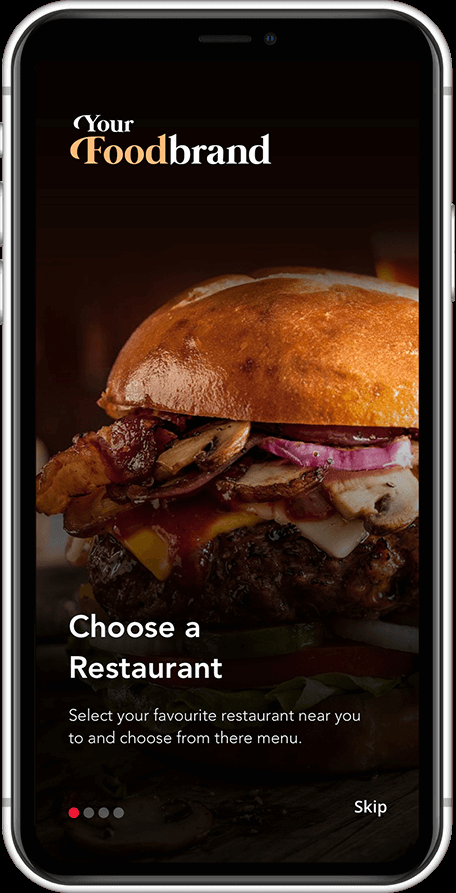 Your
Foodbrand
Choose a
Restaurant
Select your favourite restaurant near you
to and choose from there menu.
Skip